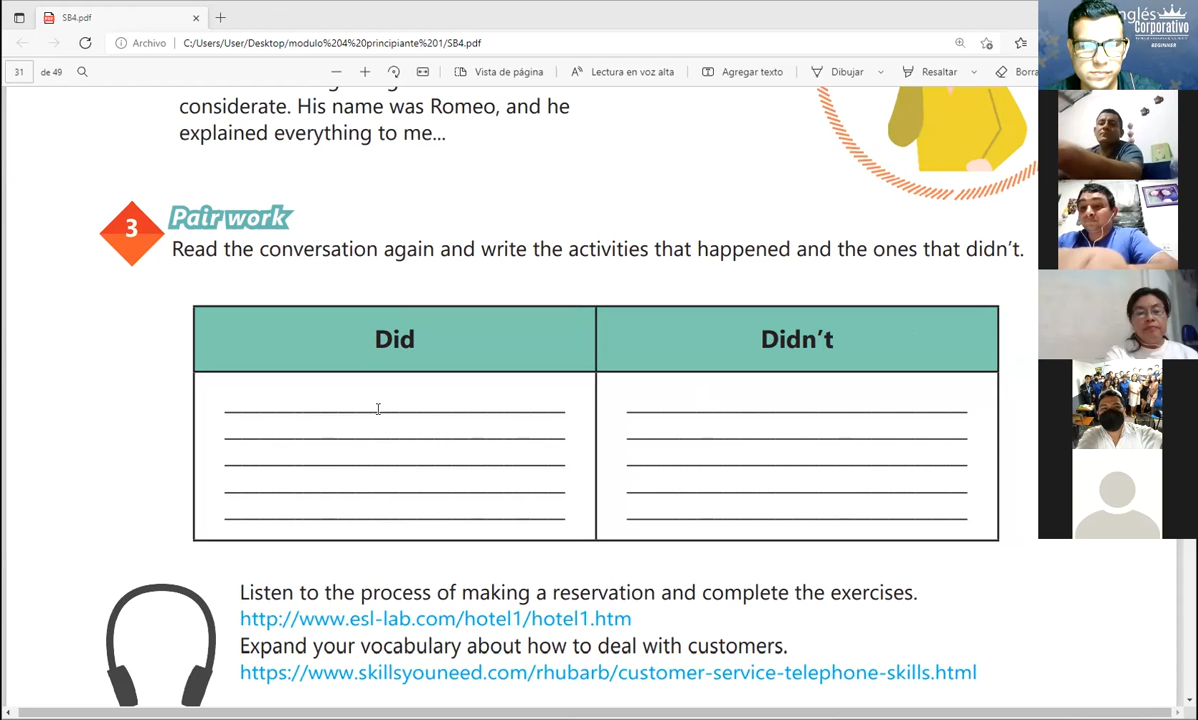 SB4.pdf
Archivo C:/Users/User/Desktop/modulo%204%20principiante%201/SB4.pdf
31 de 49 Vista de página Lectura en voz alta Agregar texto Dibujar Resaltar Borra
considerate. His name was Romeo, and he
explained everything to me...
3 Pair work
Read the conversation again and write the activities that happened and the ones that didn't.
Did Didn't
Listen to the process of making a reservation and complete the exercises.
http://www.esl-lab.com/hotel1/hotel1.htm
Expand your vocabulary about how to deal with customers.
https://www.skillsyouneed.com/rhubarb/customer-service-telephone-skills.html
nglés
Corporativo
BEGINNER